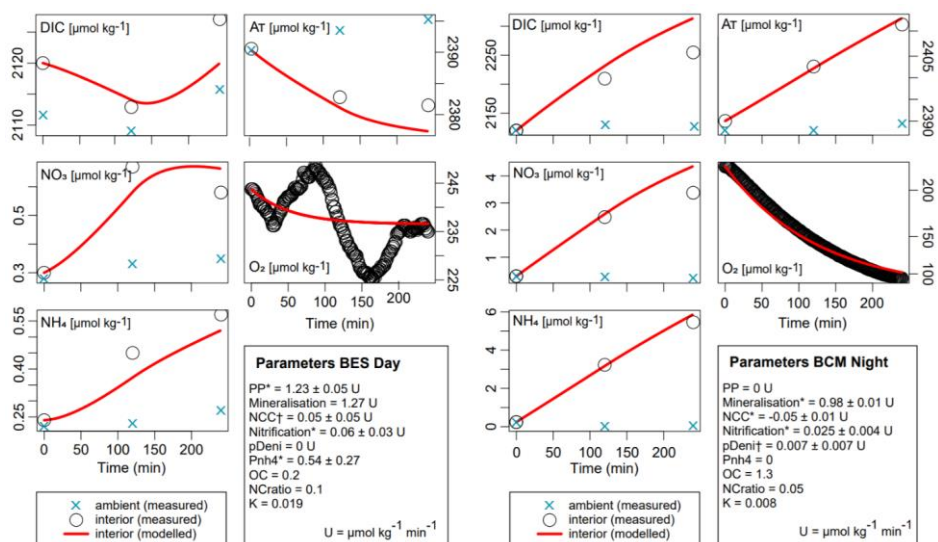 DIC [µmol kg-1]
2120
2110
AT [µmol kg-1]
2390
2380
NO₃ [µmol kg-1]
0.5
0.3
O₂ [µmol kg-1]
245
235
225
0 50 100 200
Time (min)
NH₄ [µmol kg-1]
0.55
0.45
0.35
0.25
0 50 100 200
Time (min)
Parameters BES Day
PP* = 1.23 ± 0.05 U
Mineralisation = 1.27 U
NCC† = 0.05 ± 0.05 U
Nitrification* = 0.06 ± 0.03 U
pDeni = 0 U
Pnh4* = 0.54 ± 0.27
OC = 0.2
NCratio = 0.1
K = 0.019
U = µmol kg-1 min-1
ambient (measured)
interior (measured)
interior (modelled)
DIC [µmol kg-1]
2250
2150
AT [µmol kg-1]
2405
2390
NO₃ [µmol kg-1]
4
3
2
1
O₂ [µmol kg-1]
200
150
100
0 50 100 200
Time (min)
NH₄ [µmol kg-1]
6
4
2
0
0 50 100 200
Time (min)
Parameters BCM Night
PP = 0 U
Mineralisation* = 0.98 ± 0.01 U
NCC* = -0.05 ± 0.01 U
Nitrification* = 0.025 ± 0.004 U
pDeni† = 0.007 ± 0.007 U
Pnh4 = 0
OC = 1.3
NCratio = 0.05
K = 0.008
U = µmol kg-1 min-1
ambient (measured)
interior (measured)
interior (modelled)